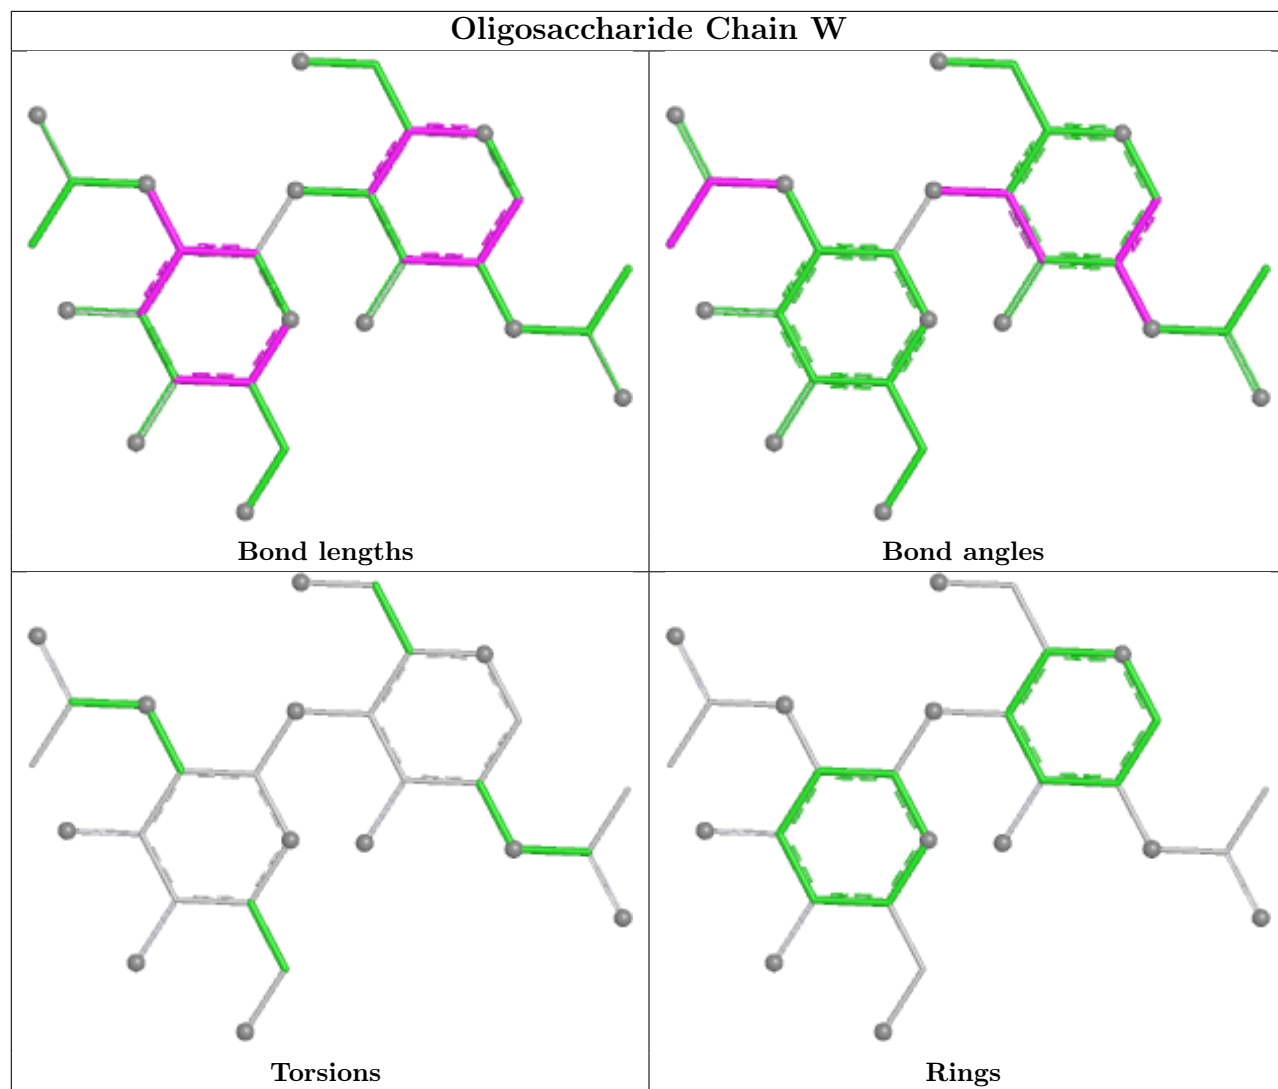 Oligosaccharide Chain W
Bond lengths
Bond angles
Torsions
Rings